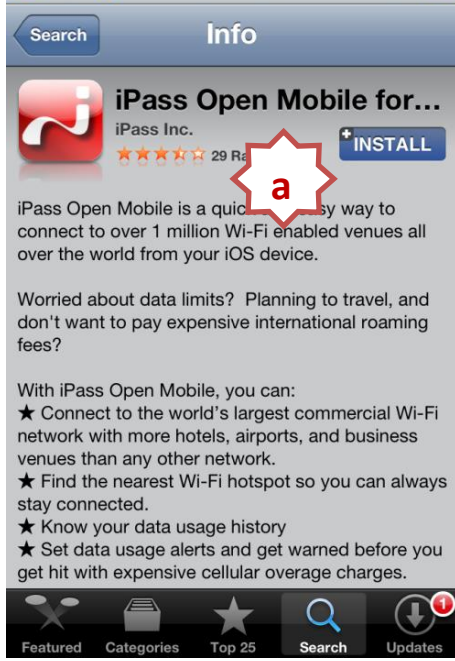 Search
Info
iPass Open Mobile for...
iPass Inc.
29 Ra
INSTALL
a
iPass Open Mobile is a quick easy way to
connect to over 1 million Wi-Fi enabled venues all
over the world from your iOS device.
Worried about data limits? Planning to travel, and
don't want to pay expensive international roaming
fees?
With iPass Open Mobile, you can:
★ Connect to the world's largest commercial Wi-Fi
network with more hotels, airports, and business
venues than any other network.
★ Find the nearest Wi-Fi hotspot so you can always
stay connected.
★ Know your data usage history
★ Set data usage alerts and get warned before you
get hit with expensive cellular overage charges.
1
Featured Categories Top 25 Search Updates